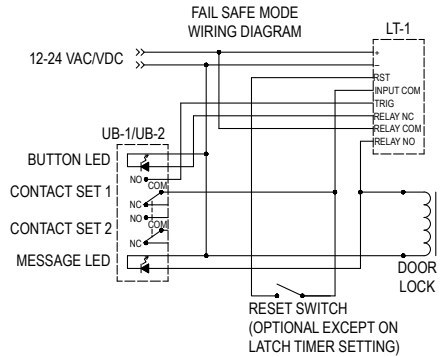 FAIL SAFE MODE
WIRING DIAGRAM
LT-1
12-24 VAC/VDC
+
–
RST
INPUT COM
TRIG
RELAY NC
RELAY COM
RELAY NO
UB-1/UB-2
BUTTON LED
NO
COM
CONTACT SET 1
NC
NO
COM
CONTACT SET 2
NC
MESSAGE LED
DOOR
LOCK
RESET SWITCH
(OPTIONAL EXCEPT ON
LATCH TIMER SETTING)